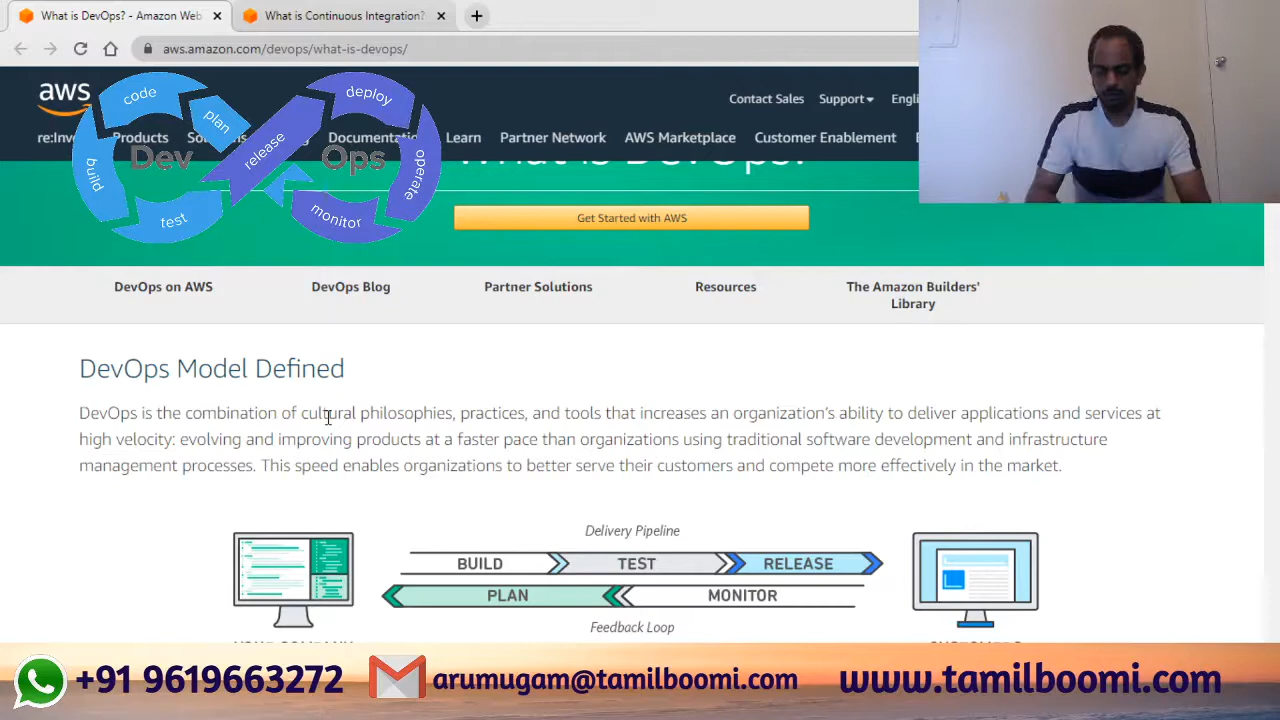 What is DevOps? - Amazon Web
What is Continuous Integration?
aws.amazon.com/devops/what-is-devops/
aws
Contact Sales Support
re:Inv Products Documentatio Learn Partner Network AWS Marketplace Customer Enablement
code
plan
build
test
release
deploy
operate
monitor
Dev Ops
What is DevOps?
Get Started with AWS
DevOps on AWS
DevOps Blog
Partner Solutions
Resources
The Amazon Builders'
Library
DevOps Model Defined
DevOps is the combination of cultural philosophies, practices, and tools that increases an organization's ability to deliver applications and services at
high velocity: evolving and improving products at a faster pace than organizations using traditional software development and infrastructure
management processes. This speed enables organizations to better serve their customers and compete more effectively in the market.
Delivery Pipeline
BUILD TEST RELEASE
PLAN MONITOR
Feedback Loop
+91 9619663272
arumugam@tamilboomi.com
www.tamilboomi.com